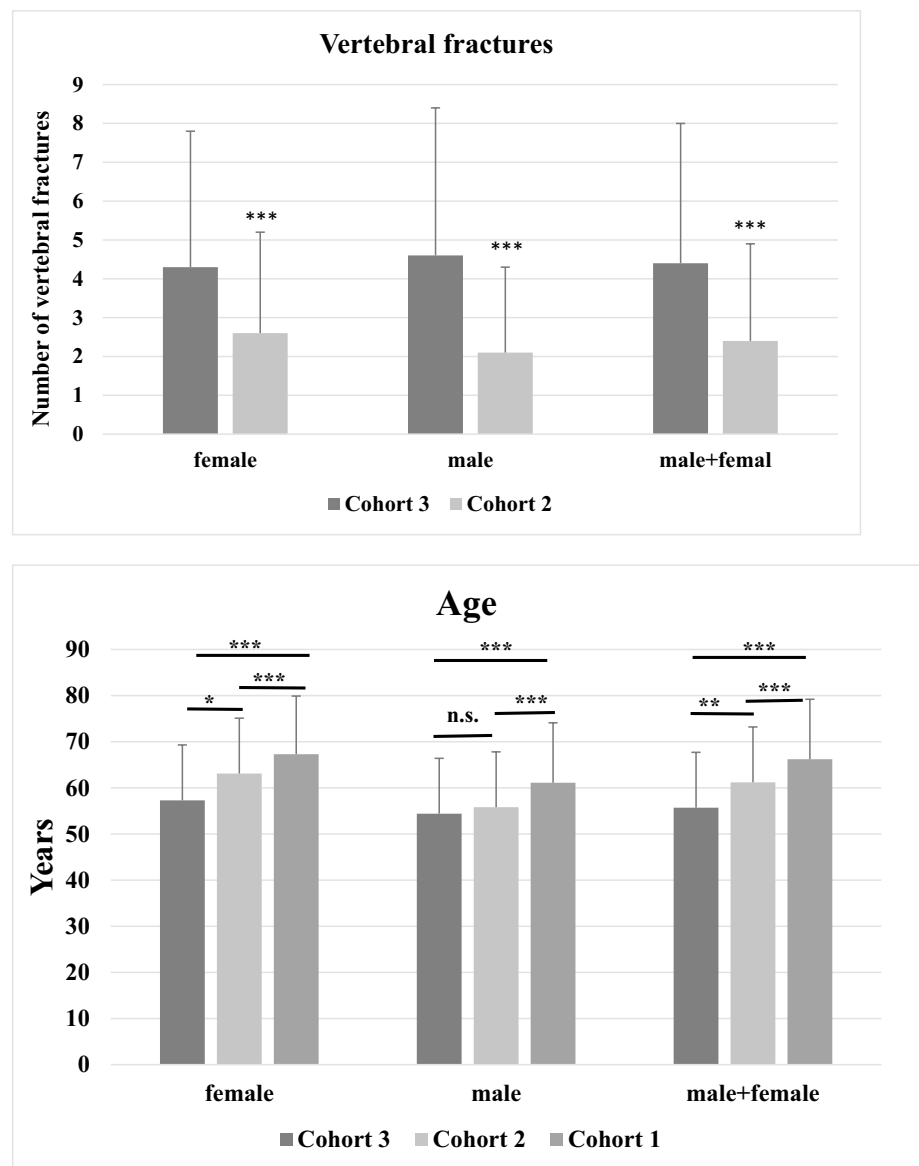 Vertebral fractures
Number of vertebral fractures
9
8
7
6
5
4
3
2
1
0
*** *** ***
female male male+femal
Cohort 3 Cohort 2
Age
Years
90
80
70
60
50
40
30
20
10
0
*** *** ***
* *** n.s. *** ** ***
female male male+female
Cohort 3 Cohort 2 Cohort 1